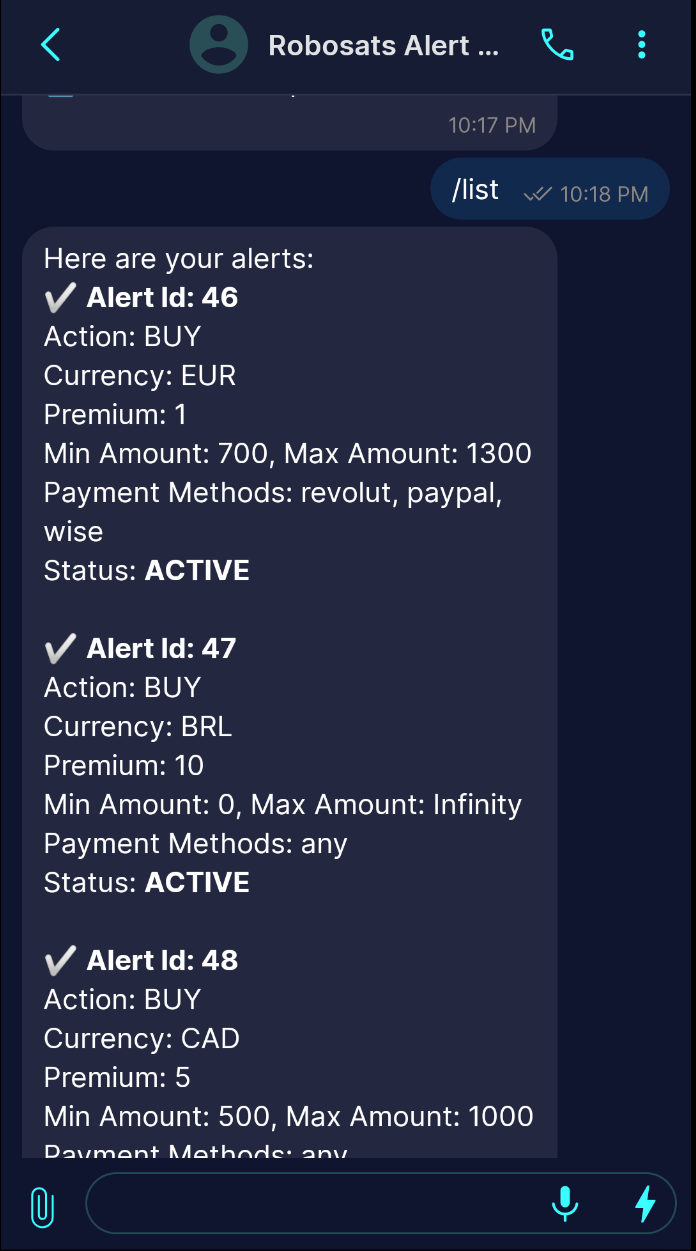 Robosats Alert ...
10:17 PM
/list
10:18 PM
Here are your alerts:
✔ Alert Id: 46
Action: BUY
Currency: EUR
Premium: 1
Min Amount: 700, Max Amount: 1300
Payment Methods: revolut, paypal,
wise
Status: ACTIVE
✔ Alert Id: 47
Action: BUY
Currency: BRL
Premium: 10
Min Amount: 0, Max Amount: Infinity
Payment Methods: any
Status: ACTIVE
✔ Alert Id: 48
Action: BUY
Currency: CAD
Premium: 5
Min Amount: 500, Max Amount: 1000
Payment Methods: any